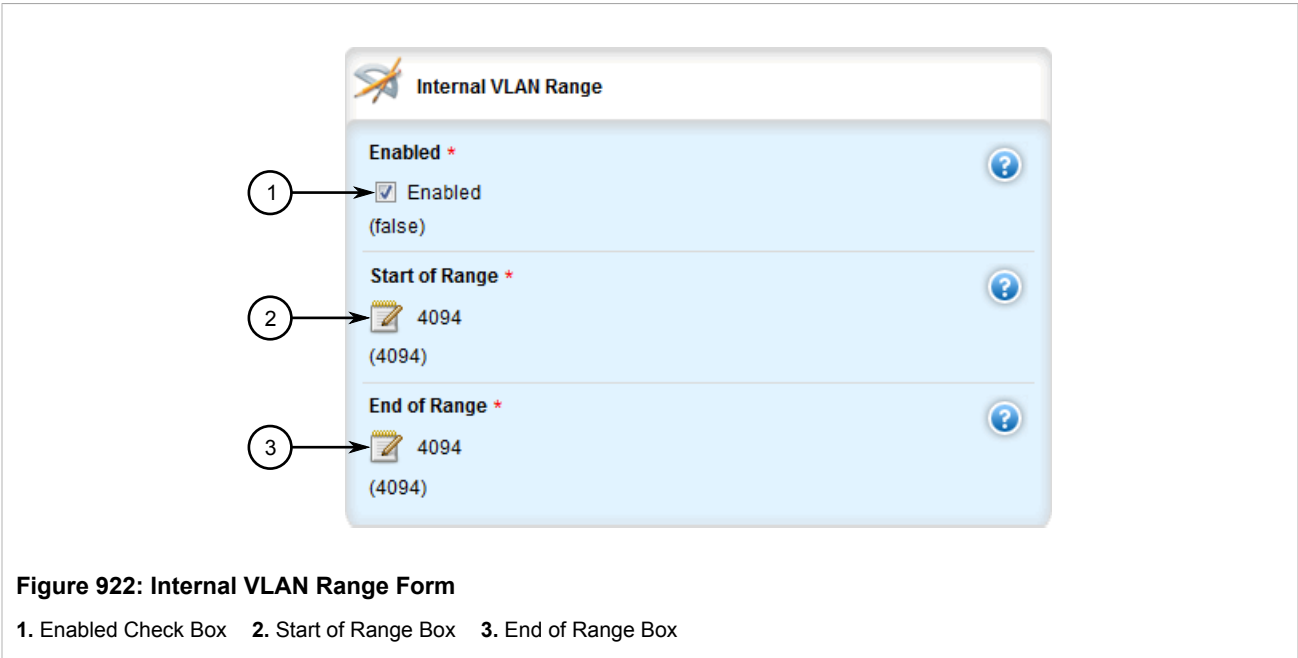 Internal VLAN Range
Enabled *
1
Enabled
(false)
Start of Range *
2
4094
(4094)
End of Range *
3
4094
(4094)
Figure 922: Internal VLAN Range Form
1. Enabled Check Box 2. Start of Range Box 3. End of Range Box